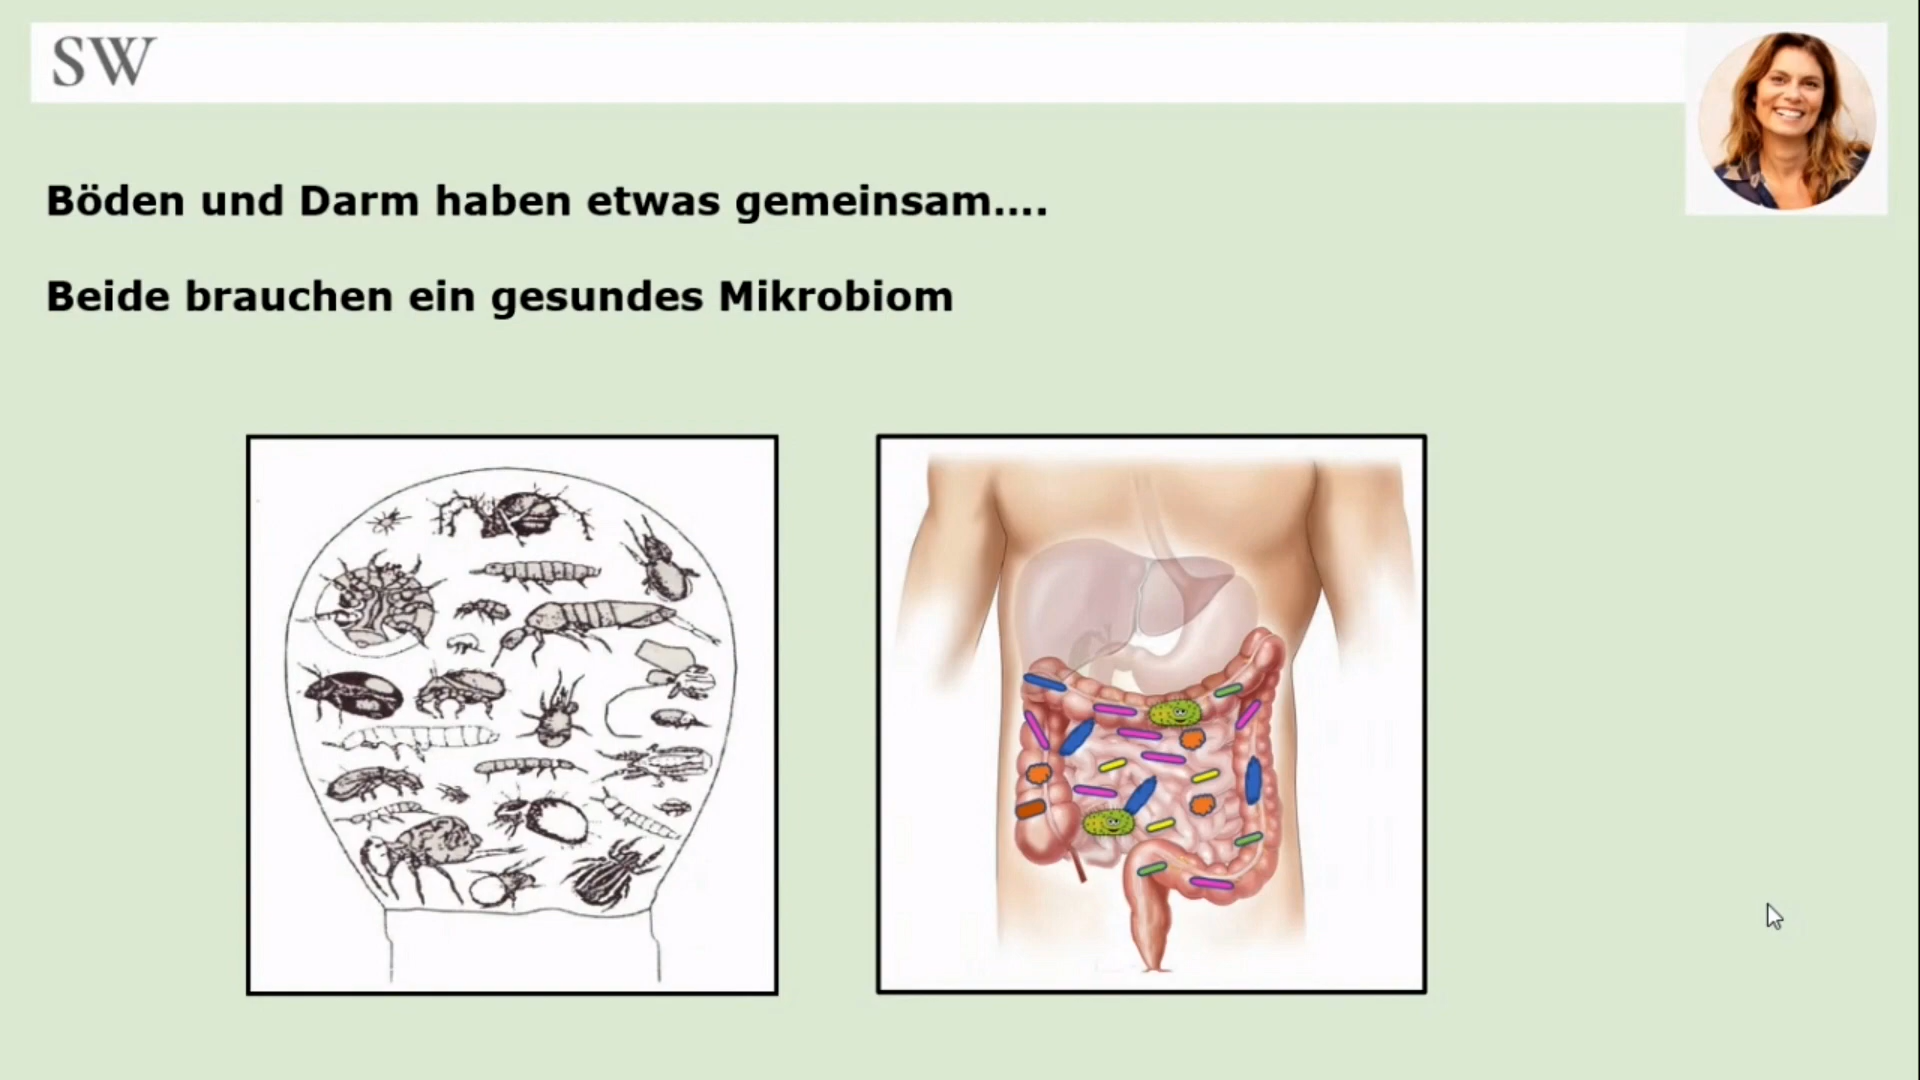 SW
Böden und Darm haben etwas gemeinsam....
Beide brauchen ein gesundes Mikrobiom